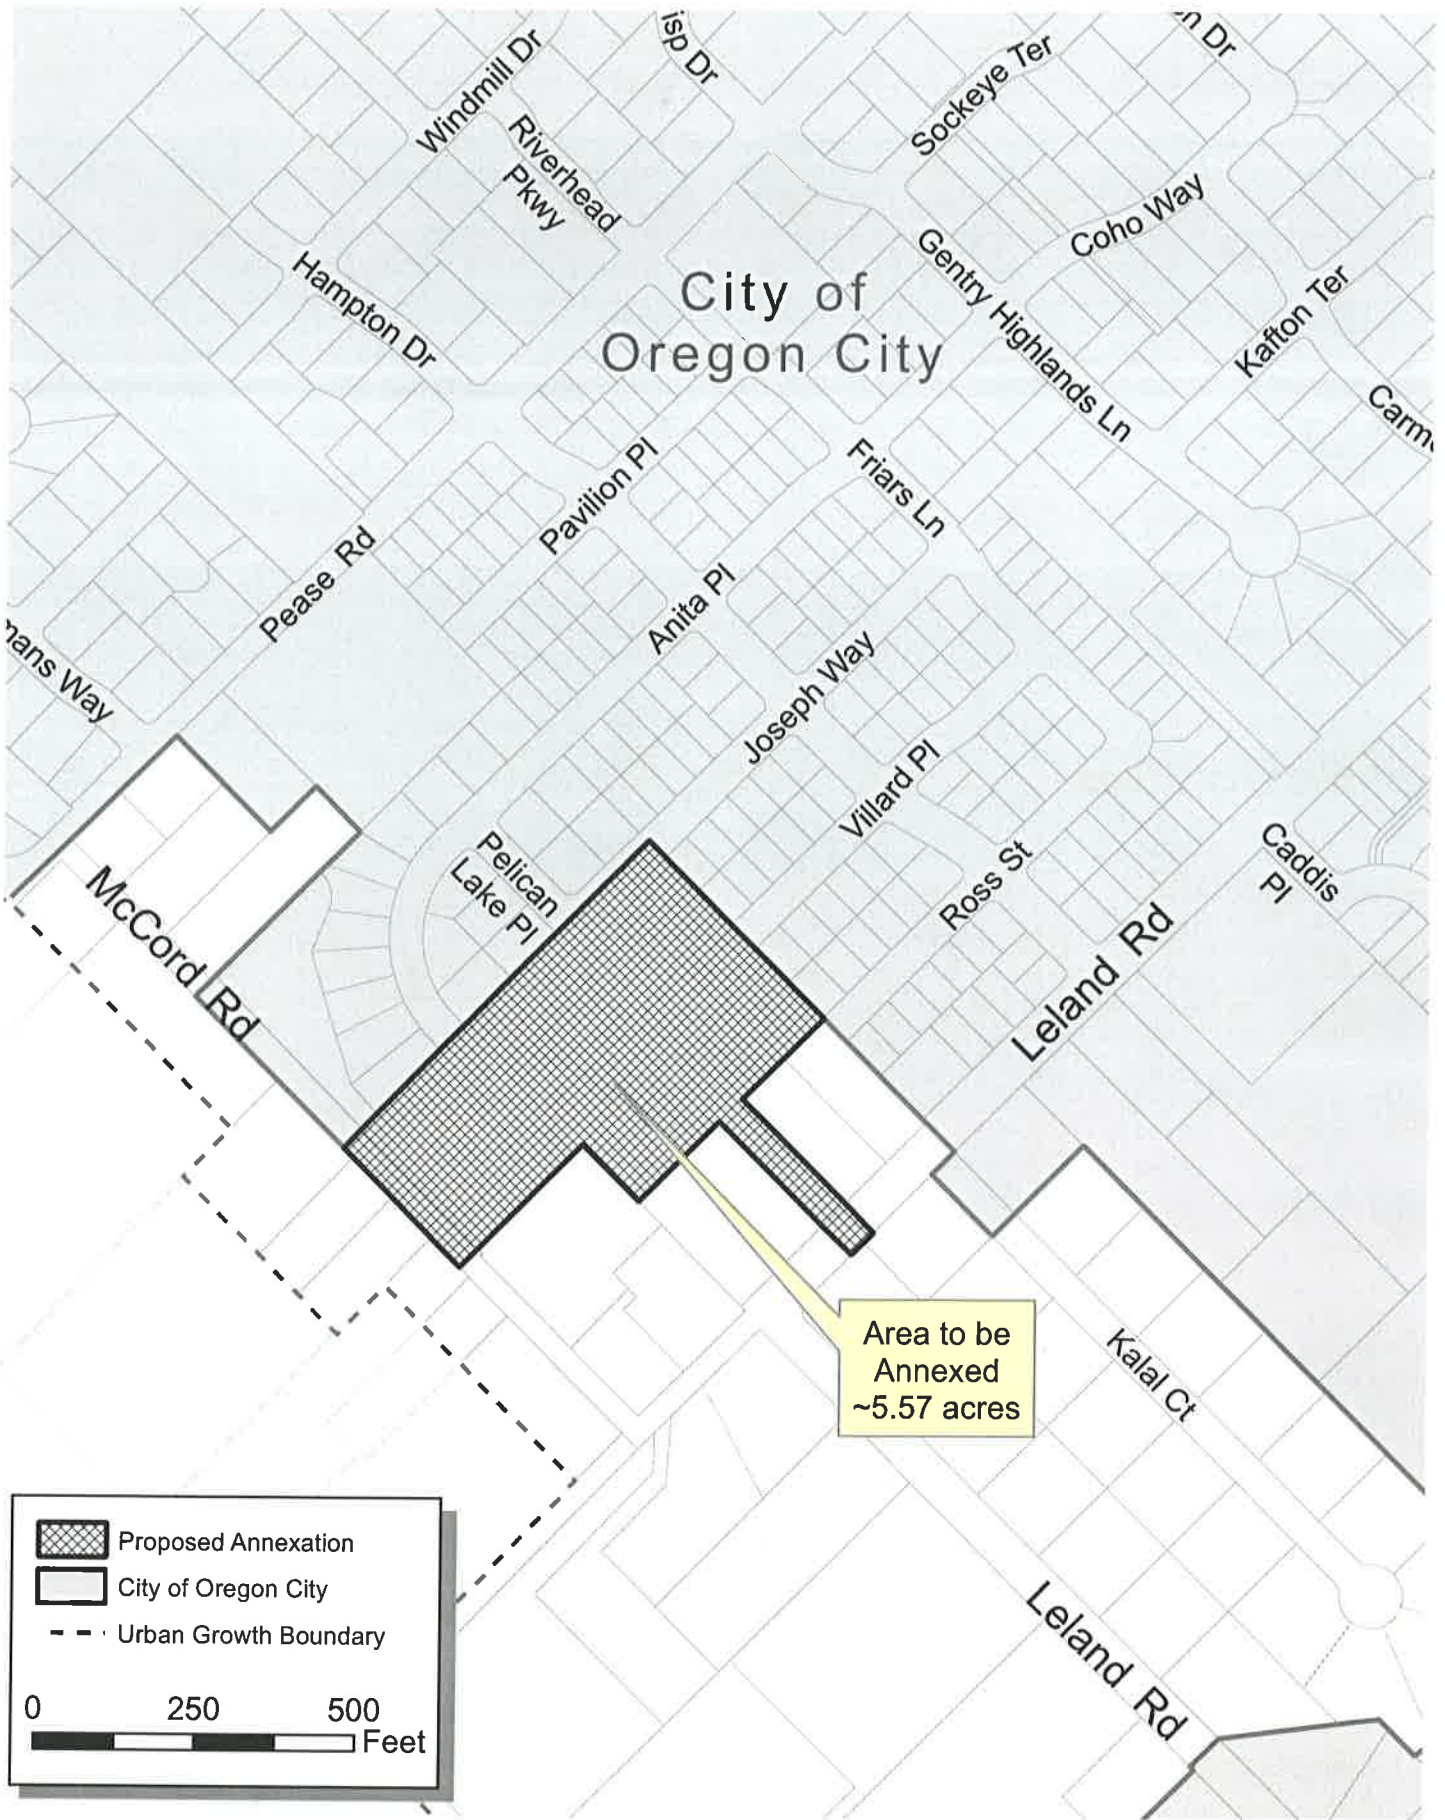 isp Dr
Windmill Dr
Sockeye Ter
Riverhead
Pkwy
Coho Way
Gentry Highlands Ln
Hampton Dr
City of
Oregon City
Kafton Ter
Friars Ln
Pavilion Pl
Pease Rd
Anita Pl
Joseph Way
Villard Pl
Pelican
Lake Pl
Ross St
Caddis
Pl
McCord Rd
Leland Rd
Area to be
Annexed
~5.57 acres
Kalal Ct
Leland Rd
Proposed Annexation
City of Oregon City
Urban Growth Boundary
0 250 500
Feet